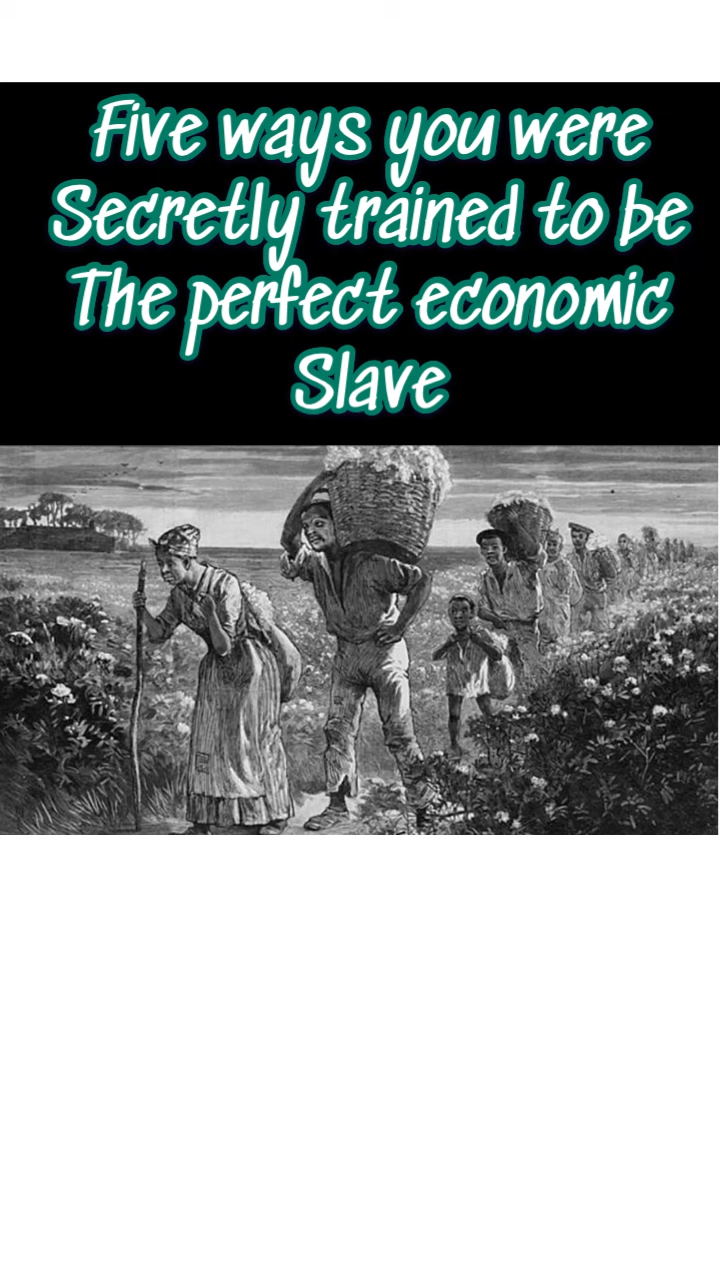 Five ways you were
Secretly trained to be
The perfect economic
Slave